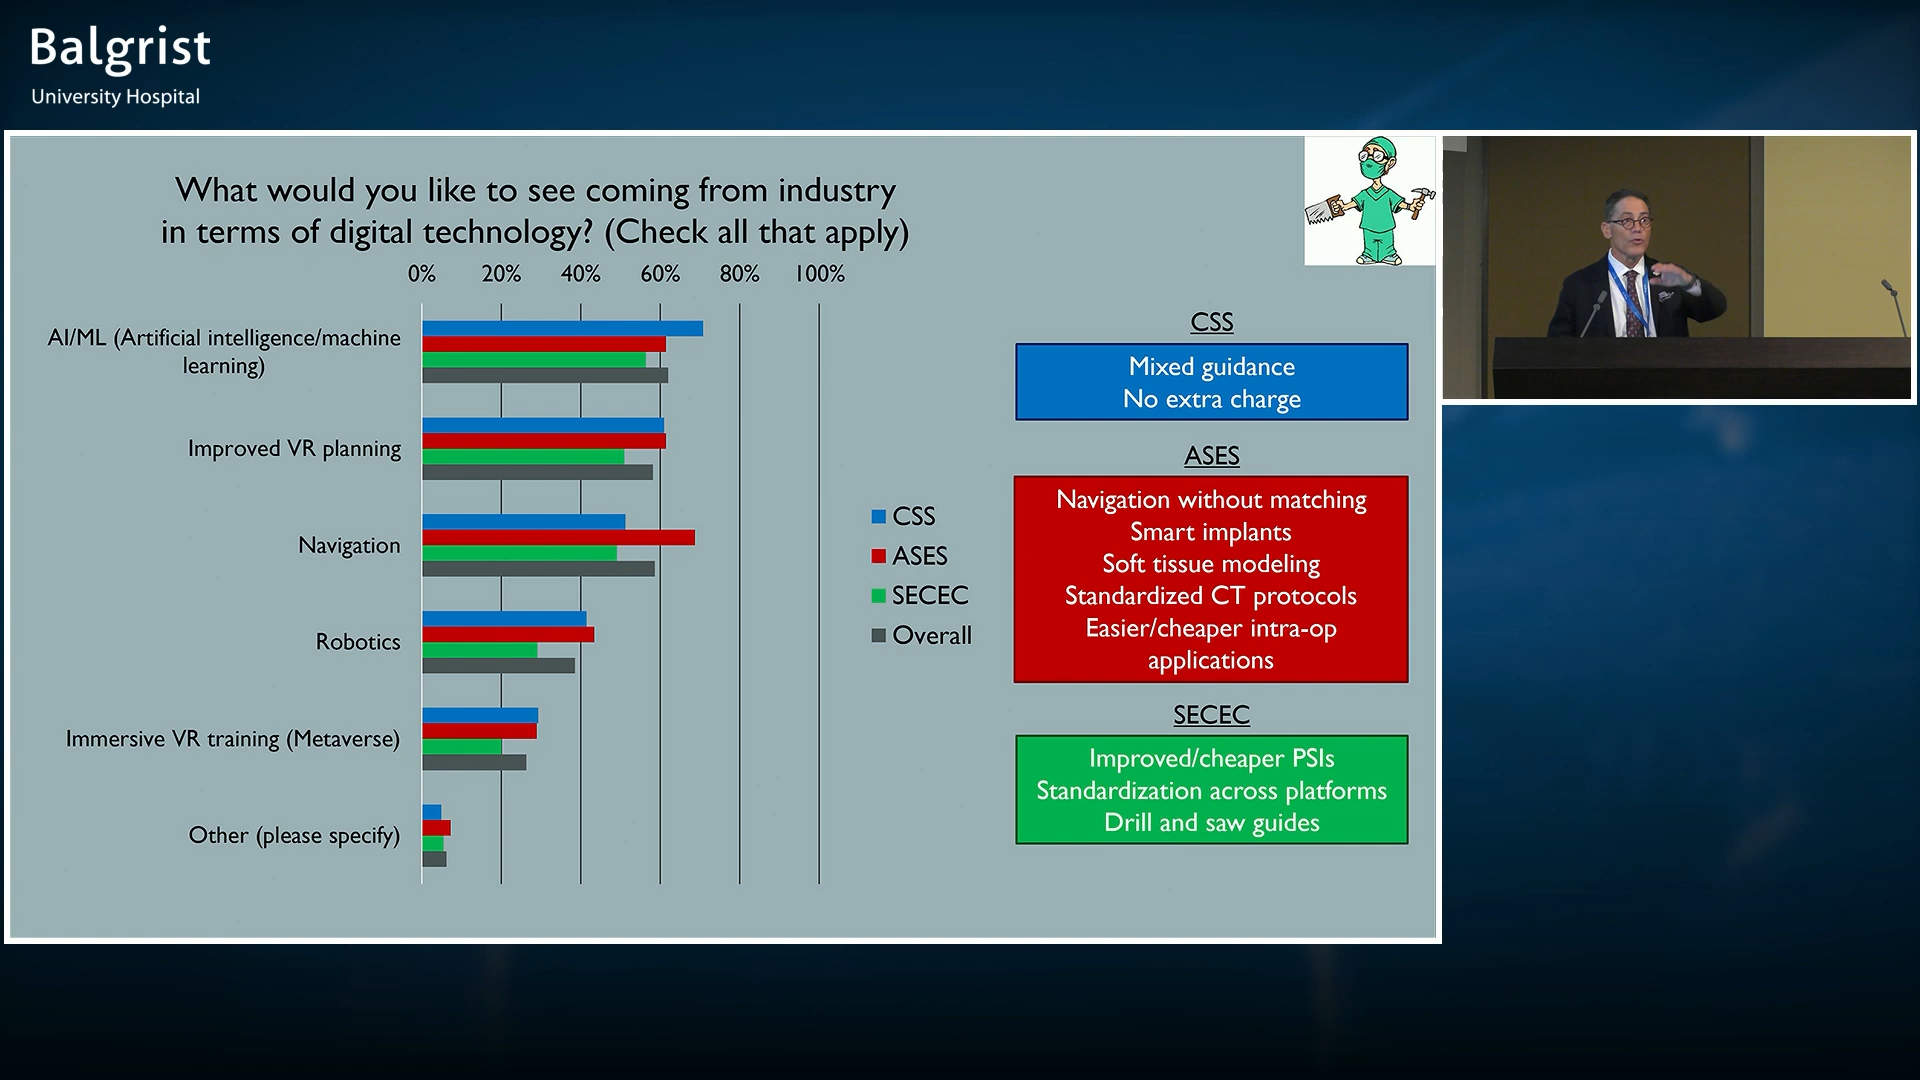 Balgrist
University Hospital
What would you like to see coming from industry
in terms of digital technology? (Check all that apply)
0% 20% 40% 60% 80% 100%
AI/ML (Artificial intelligence/machine
learning)
Improved VR planning
Navigation
Robotics
Immersive VR training (Metaverse)
Other (please specify)
CSS
ASES
SECEC
Overall
CSS
Mixed guidance
No extra charge
ASES
Navigation without matching
Smart implants
Soft tissue modeling
Standardized CT protocols
Easier/cheaper intra-op
applications
SECEC
Improved/cheaper PSIs
Standardization across platforms
Drill and saw guides